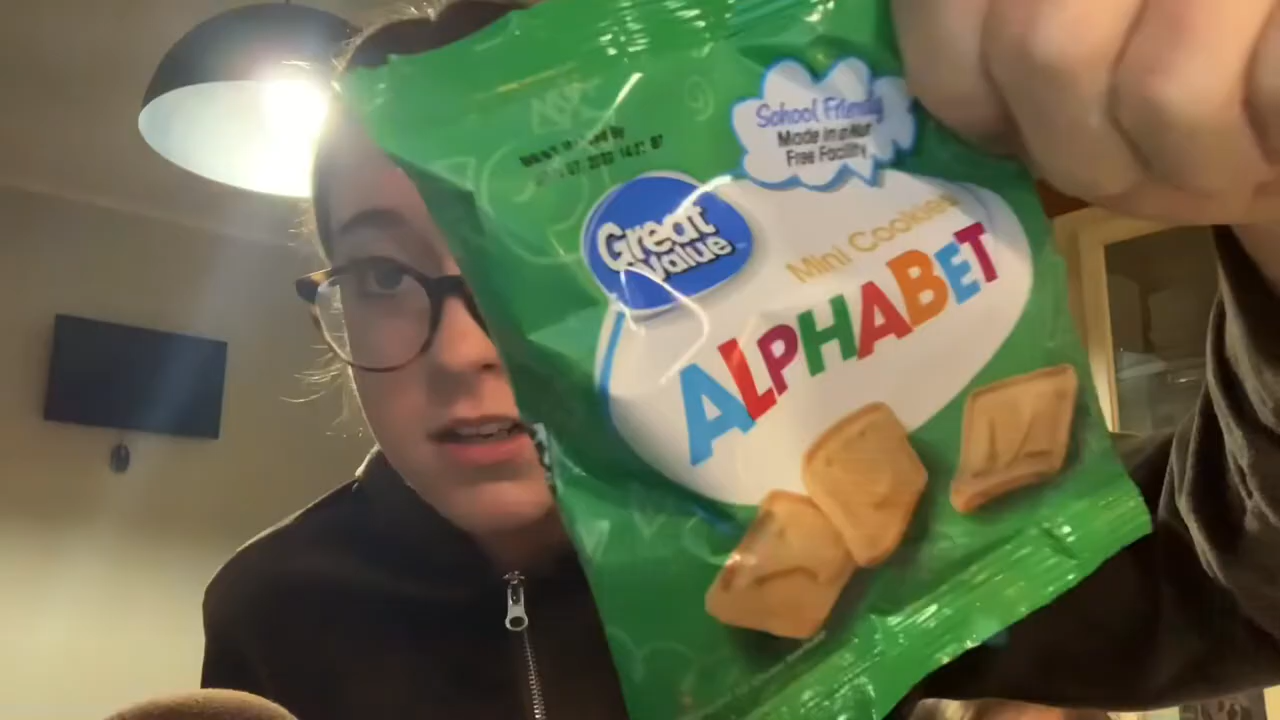 School Friendly
Made in a Nut
Free Facility
Great
Value
Mini Cookies
ALPHABET